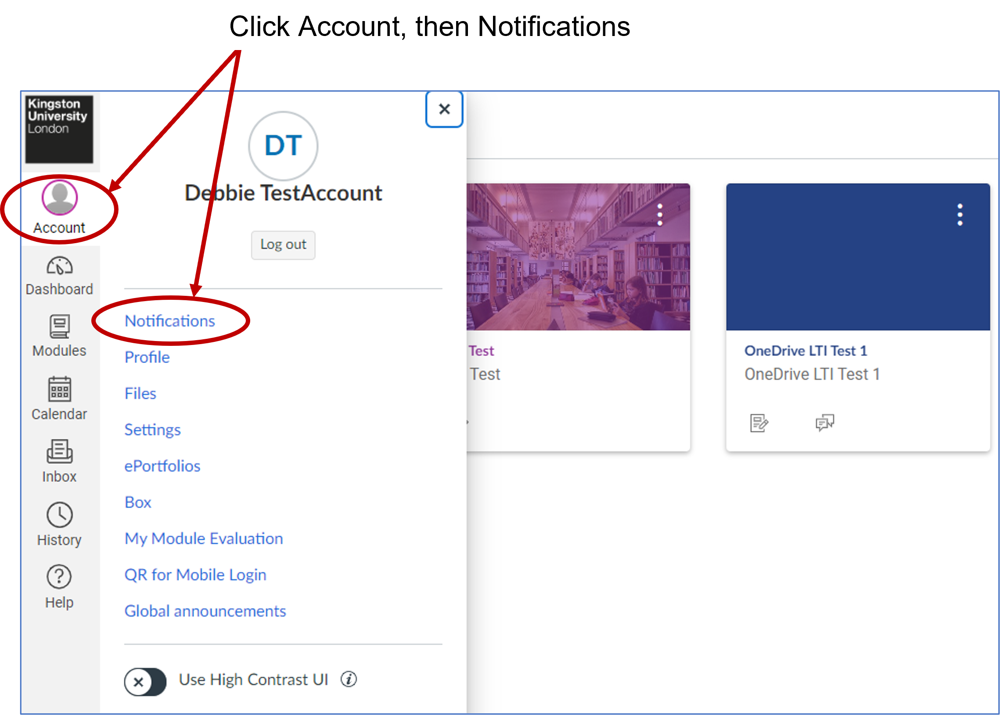 Click Account, then Notifications
Kingston
University
London
DT
Debbie TestAccount
Log out
Account
Dashboard
Modules
Calendar
Inbox
History
Help
Notifications
Profile
Files
Settings
ePortfolios
Box
My Module Evaluation
QR for Mobile Login
Global announcements
Use High Contrast UI
Test
Test
OneDrive LTI Test 1
OneDrive LTI Test 1